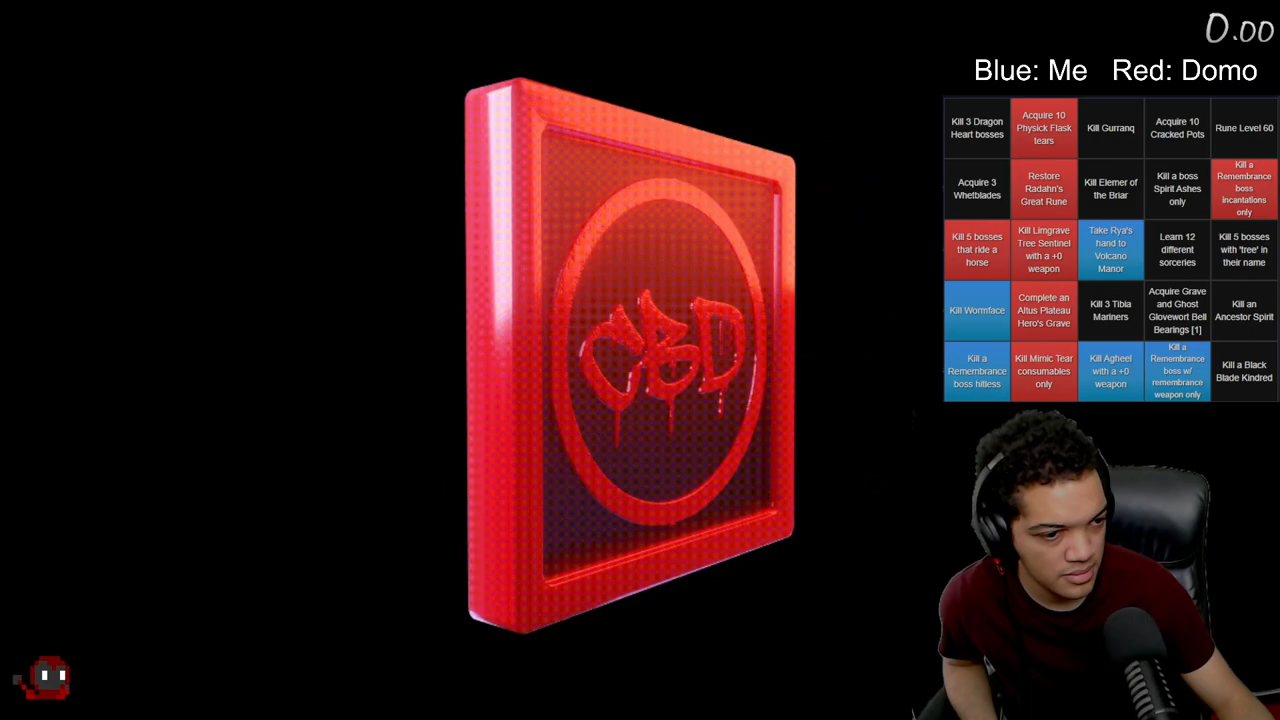 0.00
Blue: Me Red: Domo
Kill 3 Dragon
Heart bosses
Acquire 10
Physick Flask
tears
Kill Gurranq
Acquire 10
Cracked Pots
Rune Level 60
Acquire 3
Whetblades
Restore
Radahn's
Great Rune
Kill Elemer of
the Briar
Kill a boss
Spirit Ashes
only
Kill a
Remembrance
boss
incantations
only
Kill 5 bosses
that ride a
horse
Kill Limgrave
Tree Sentinel
with a +0
weapon
Take Rya's
hand to
Volcano
Manor
Learn 12
different
sorceries
Kill 5 bosses
with 'tree' in
their name
Kill Wormface
Complete an
Altus Plateau
Hero's Grave
Kill 3 Tibia
Mariners
Acquire Grave
and Ghost
Glovewort Bell
Bearings [1]
Kill an
Ancestor Spirit
Kill a
Remembrance
boss hitless
Kill Mimic Tear
consumables
only
Kill Agheel
with a +0
weapon
Kill a
Remembrance
boss w/
remembrance
weapon only
Kill a Black
Blade Kindred
CBD